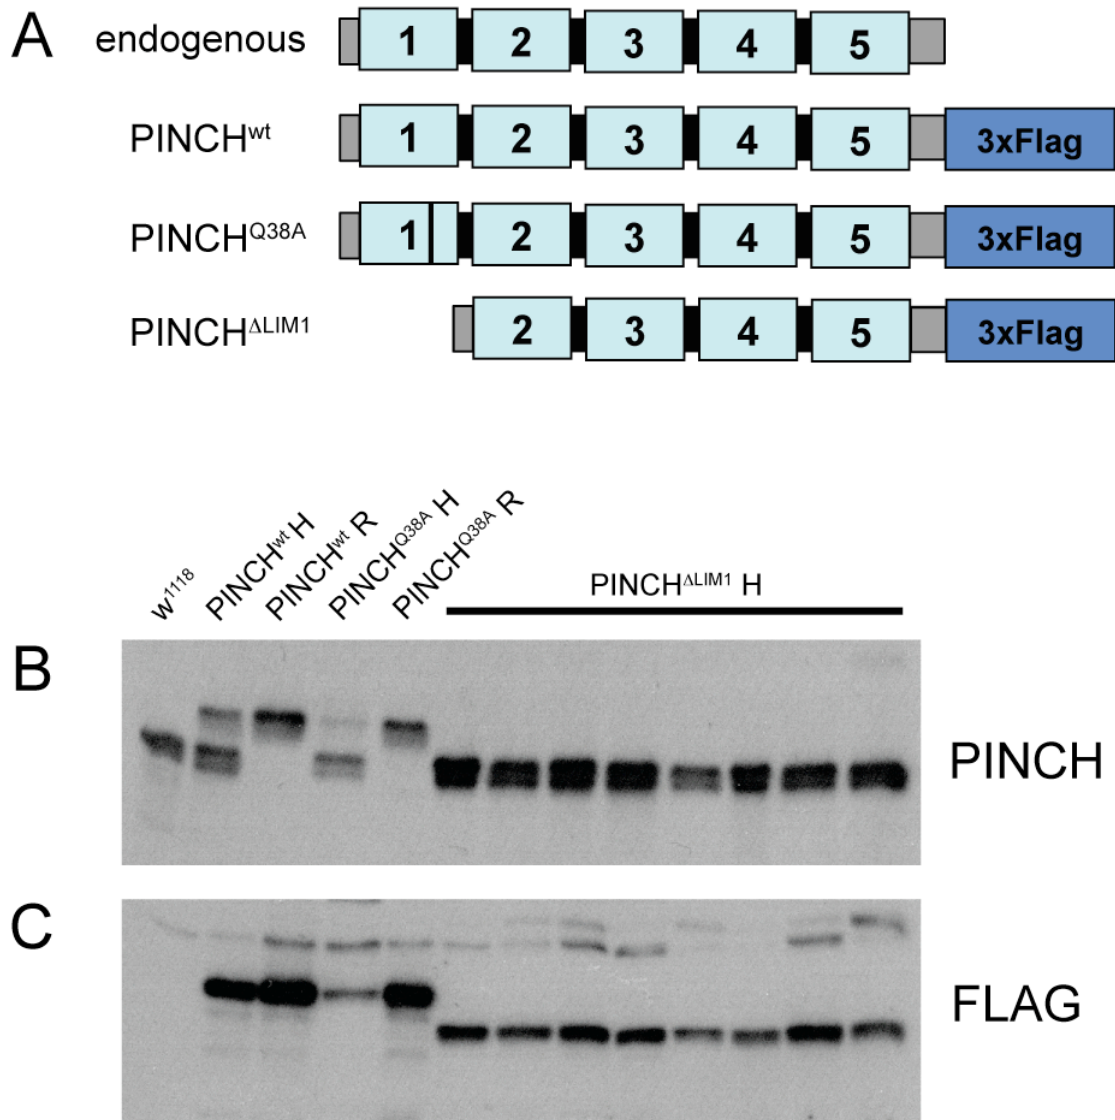 A
endogenous 1 2 3 4 5
PINCHwt 1 2 3 4 5 3xFlag
PINCHQ38A 1 2 3 4 5 3xFlag
PINCHΔLIM1 2 3 4 5 3xFlag
w1118
PINCHwt H
PINCHwt R
PINCHQ38A H
PINCHQ38A R
PINCHΔLIM1 H
B
PINCH
C
FLAG